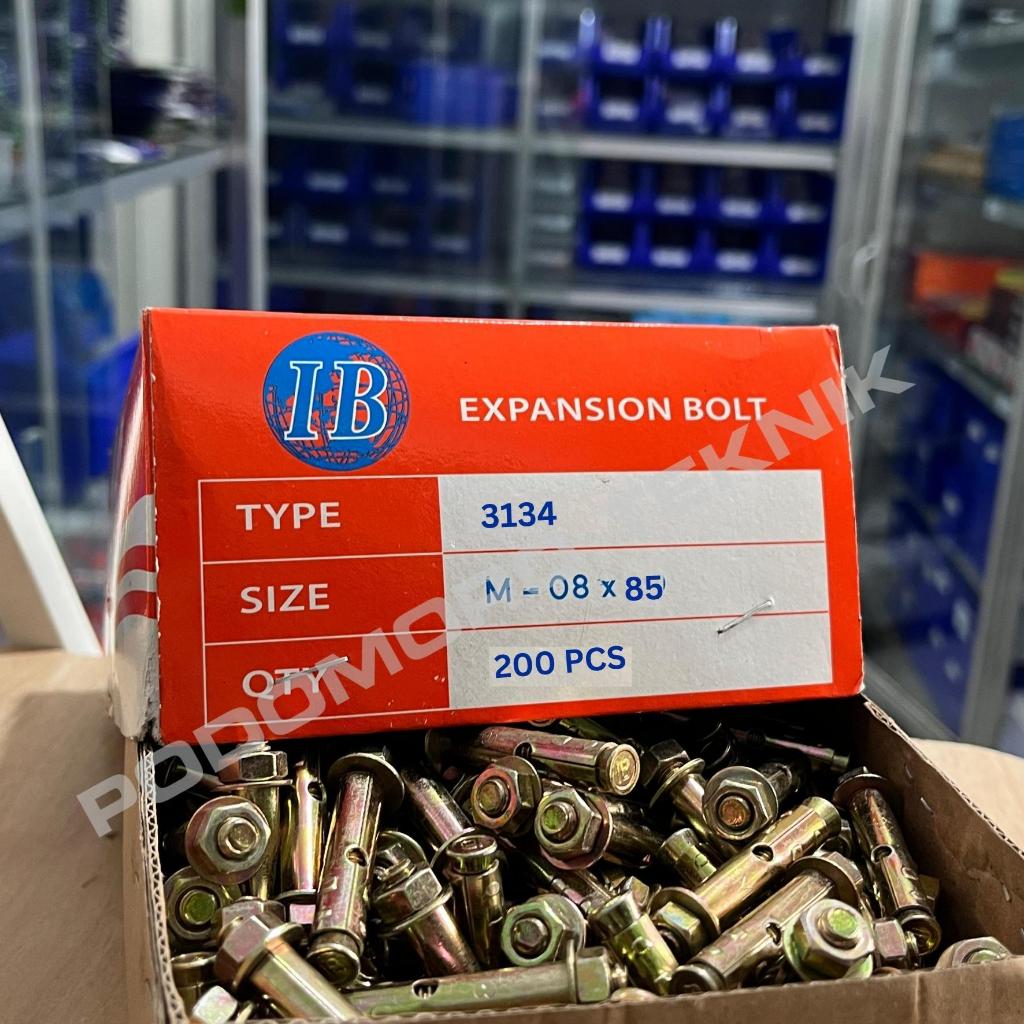 IB
EXPANSION BOLT
TYPE 3134
SIZE M - 08 x 85
QTY 200 PCS